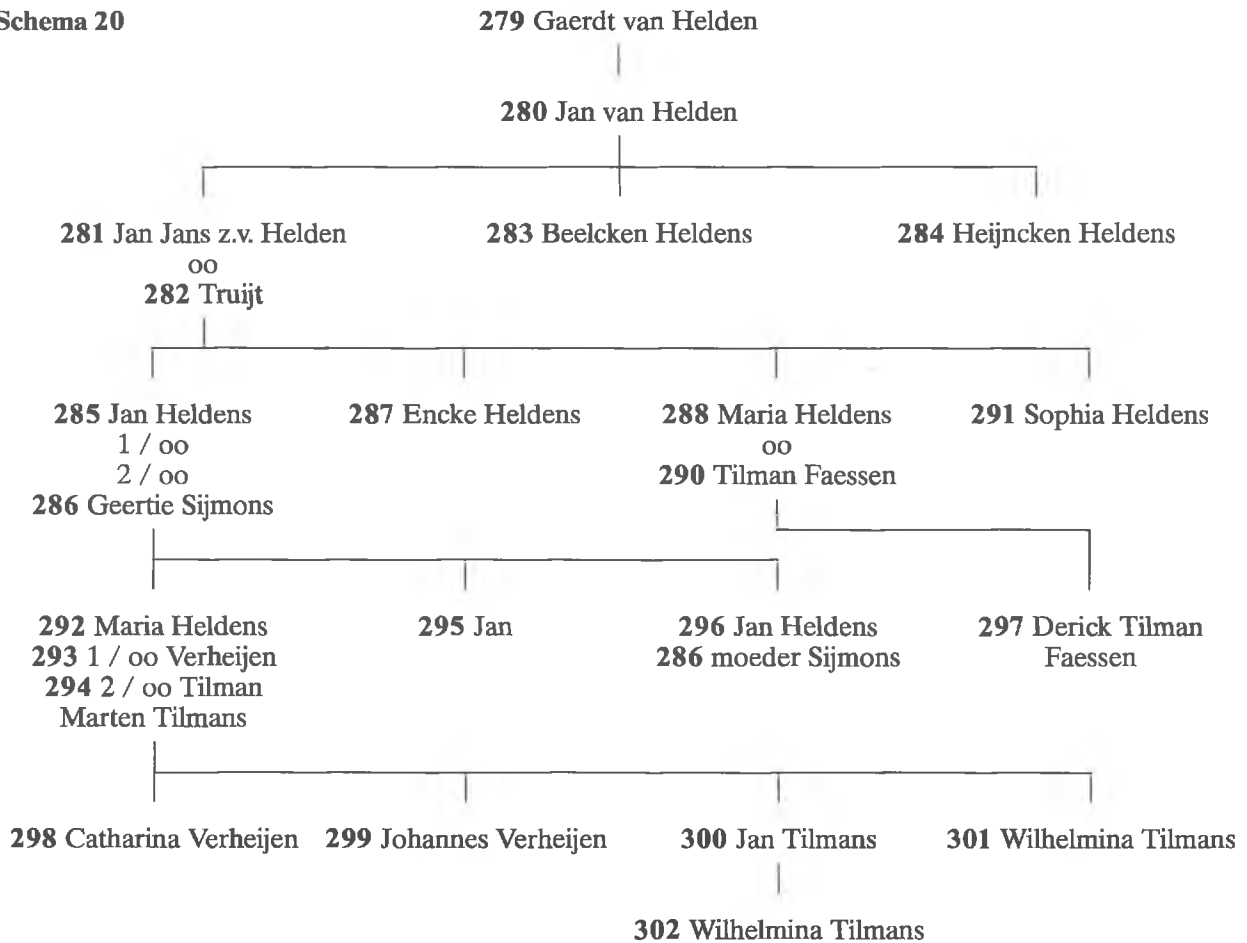 Schema 20
279 Gaerdt van Helden
280 Jan van Helden
281 Jan Jans z.v. Helden
oo
282 Truijt
283 Beelcken Heldens
284 Heijncken Heldens
285 Jan Heldens
1 / oo
2 / oo
286 Geertie Sijmons
287 Encke Heldens
288 Maria Heldens
oo
290 Tilman Faessen
291 Sophia Heldens
292 Maria Heldens
293 1 / oo Verheijen
294 2 / oo Tilman
Marten Tilmans
295 Jan
296 Jan Heldens
286 moeder Sijmons
297 Derick Tilman
Faessen
298 Catharina Verheijen
299 Johannes Verheijen
300 Jan Tilmans
301 Wilhelmina Tilmans
302 Wilhelmina Tilmans